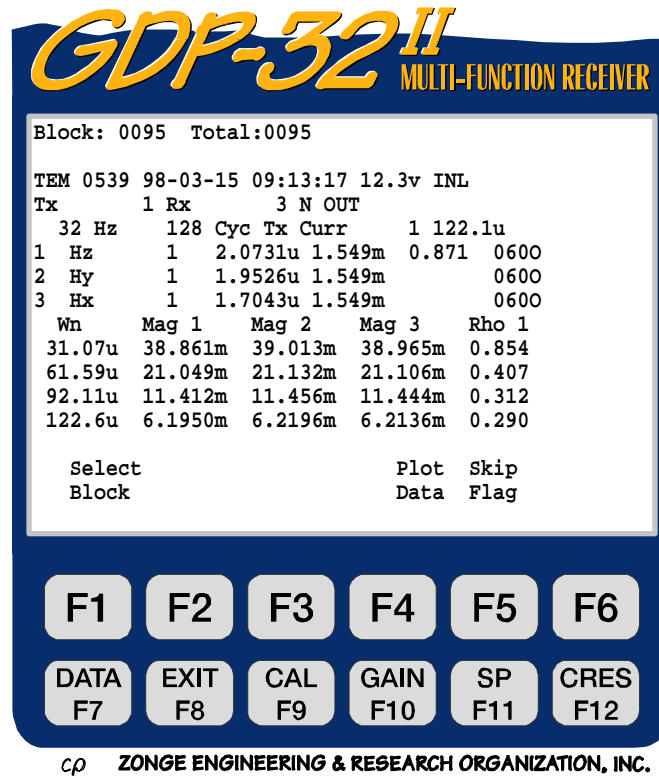 GDP-32 II
MULTI-FUNCTION RECEIVER
Block: 0095 Total:0095
TEM 0539 98-03-15 09:13:17 12.3v INL
Tx 1 Rx 3 N OUT
32 Hz 128 Cyc Tx Curr 1 122.1u
1 Hz 1 2.0731u 1.549m 0.871 060O
2 Hy 1 1.9526u 1.549m 060O
3 Hx 1 1.7043u 1.549m 060O
Wn Mag 1 Mag 2 Mag 3 Rho 1
31.07u 38.861m 39.013m 38.965m 0.854
61.59u 21.049m 21.132m 21.106m 0.407
92.11u 11.412m 11.456m 11.444m 0.312
122.6u 6.1950m 6.2196m 6.2136m 0.290
Select Plot Skip
Block Data Flag
F1 F2 F3 F4 F5 F6
DATA EXIT CAL GAIN SP CRES
F7 F8 F9 F10 F11 F12
cp ZONGE ENGINEERING & RESEARCH ORGANIZATION, INC.